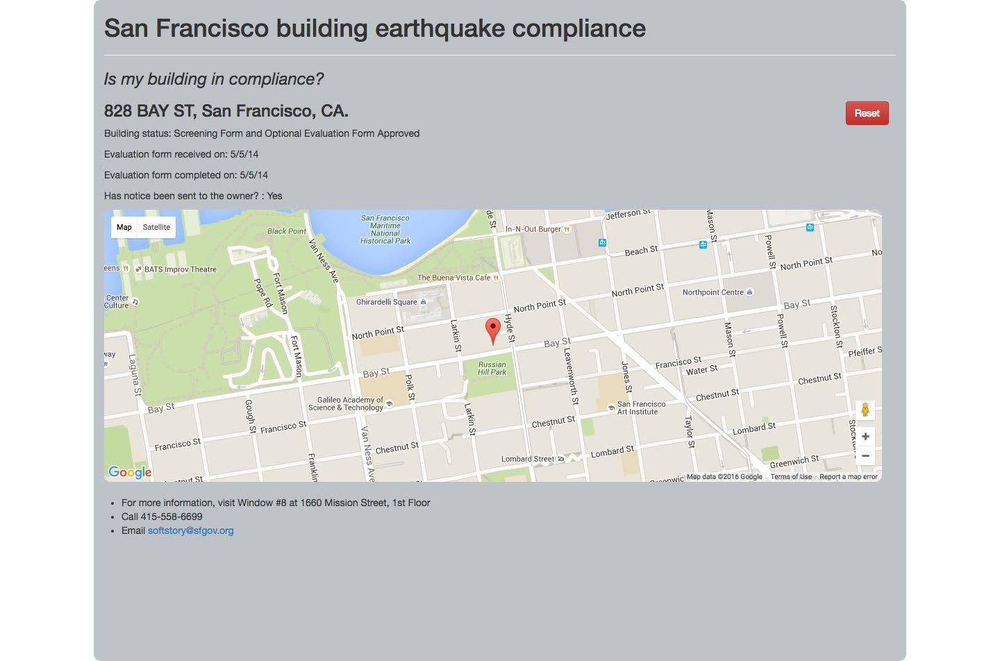 San Francisco building earthquake compliance
Is my building in compliance?
828 BAY ST, San Francisco, CA.
Reset
Building status: Screening Form and Optional Evaluation Form Approved
Evaluation form received on: 5/5/14
Evaluation form completed on: 5/5/14
Has notice been sent to the owner? : Yes
Map
Satellite
Black Point
San Francisco
Maritime
National
Historical Park
de St
In-N-Out Burger
Jefferson St
Mason St
Powell St
Beach St
North Point St
No
eens
BATS Improv Theatre
Van Ness Ave
Fort Mason
Pope Rd
The Buena Vista Cafe
North Point St
Northpoint Centre
Center
Culture
Ghirardelli Square
North Point St
Bay St
Hyde St
Larkin St
North Point St
Mason St
Powell St
Stockton St
Fort Mason
Bay St
way
Laguna St
Pfeiffer S
Leavenworth St
Jones St
Francisco St
Water St
Russian
Hill Park
Bay St
Polk St
Chestnut St
Chestnut St
Galileo Academy of
Science & Technology
San Francisco
Art Institute
Bay St
Gough St
Larkin St
Francisco St
Chestnut St
Taylor St
Lombard St
Stockton
Francisco St
Van Ness Ave
Chestnut St
Lombard St
Lombard Street
Greenwich St
Franklin
Google
Chestnut St
Greenwich
Map data ©2016 Google
Terms of Use
Report a map error
For more information, visit Window #8 at 1660 Mission Street, 1st Floor
Call 415-558-6699
Email softstory@sfgov.org